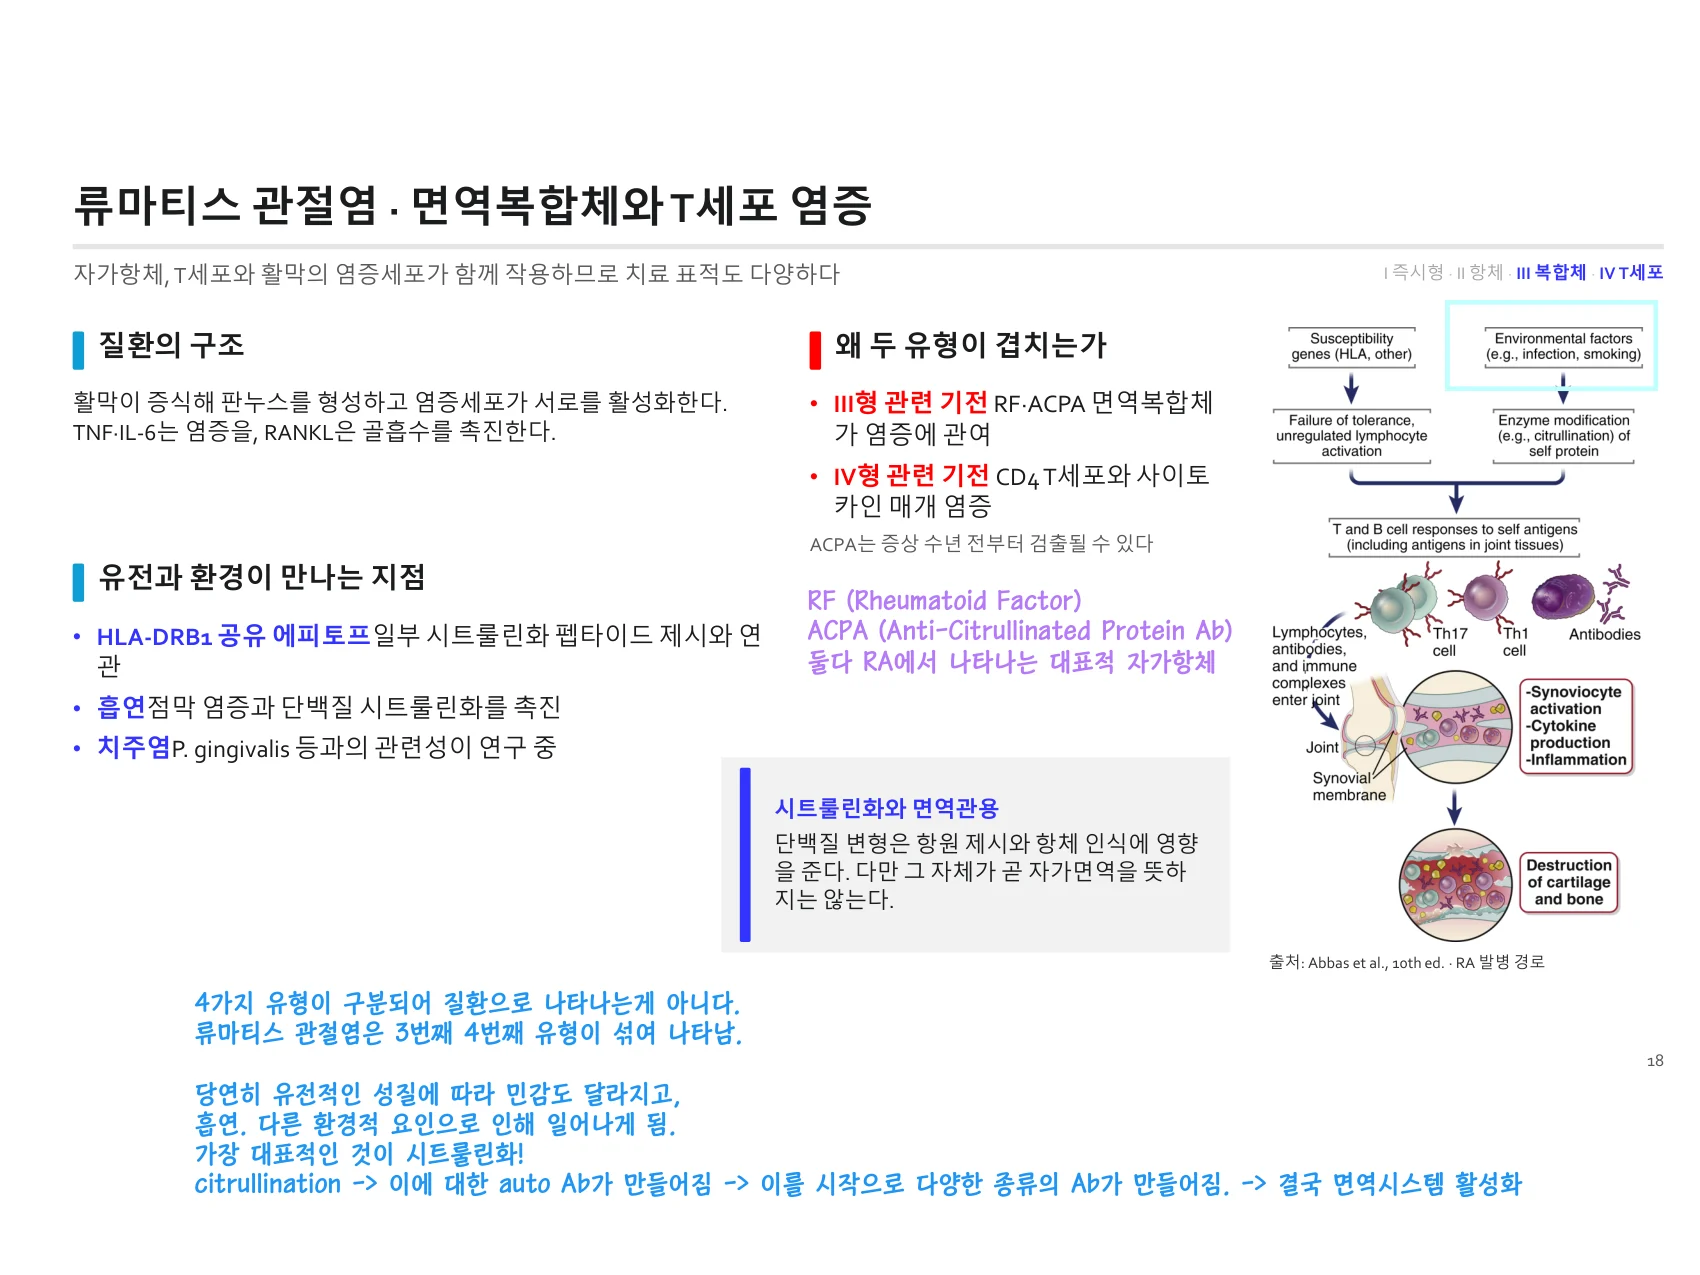 류마티스 관절염 · 면역복합체와 T세포 염증
자가항체, T세포와 활막의 염증세포가 함께 작용하므로 치료 표적도 다양하다
I 즉시형 · II 항체 · III 복합체 · IV T세포
질환의 구조
활막이 증식해 판누스를 형성하고 염증세포가 서로를 활성화한다.
TNF·IL-6는 염증을, RANKL은 골흡수를 촉진한다.
유전과 환경이 만나는 지점
• HLA-DRB1 공유 에피토프일부 시트룰린화 펩타이드 제시와 연
관
• 흡연점막 염증과 단백질 시트룰린화를 촉진
• 치주염P. gingivalis 등과의 관련성이 연구 중
왜 두 유형이 겹치는가
• III형 관련 기전 RF·ACPA 면역복합체
가 염증에 관여
• IV형 관련 기전 CD4 T세포와 사이토
카인 매개 염증
ACPA는 증상 수년 전부터 검출될 수 있다
RF (Rheumatoid Factor)
ACPA (Anti-Citrullinated Protein Ab)
둘다 RA에서 나타나는 대표적 자가항체
시트룰린화와 면역관용
단백질 변형은 항원 제시와 항체 인식에 영향
을 준다. 다만 그 자체가 곧 자가면역을 뜻하
지는 않는다.
Susceptibility
genes (HLA, other)
Environmental factors
(e.g., infection, smoking)
Failure of tolerance,
unregulated lymphocyte
activation
Enzyme modification
(e.g., citrullination) of
self protein
T and B cell responses to self antigens
(including antigens in joint tissues)
Lymphocytes,
antibodies,
and immune
complexes
enter joint
Th17
cell
Th1
cell
Antibodies
Joint
Synovial
membrane
-Synoviocyte
activation
-Cytokine
production
-Inflammation
Destruction
of cartilage
and bone
출처: Abbas et al., 10th ed. · RA 발병 경로
4가지 유형이 구분되어 질환으로 나타나는게 아니다.
류마티스 관절염은 3번째 4번째 유형이 섞여 나타남.
당연히 유전적인 성질에 따라 민감도 달라지고,
흡연. 다른 환경적 요인으로 인해 일어나게 됨.
가장 대표적인 것이 시트룰린화!
citrullination -> 이에 대한 auto Ab가 만들어짐 -> 이를 시작으로 다양한 종류의 Ab가 만들어짐. -> 결국 면역시스템 활성화
18